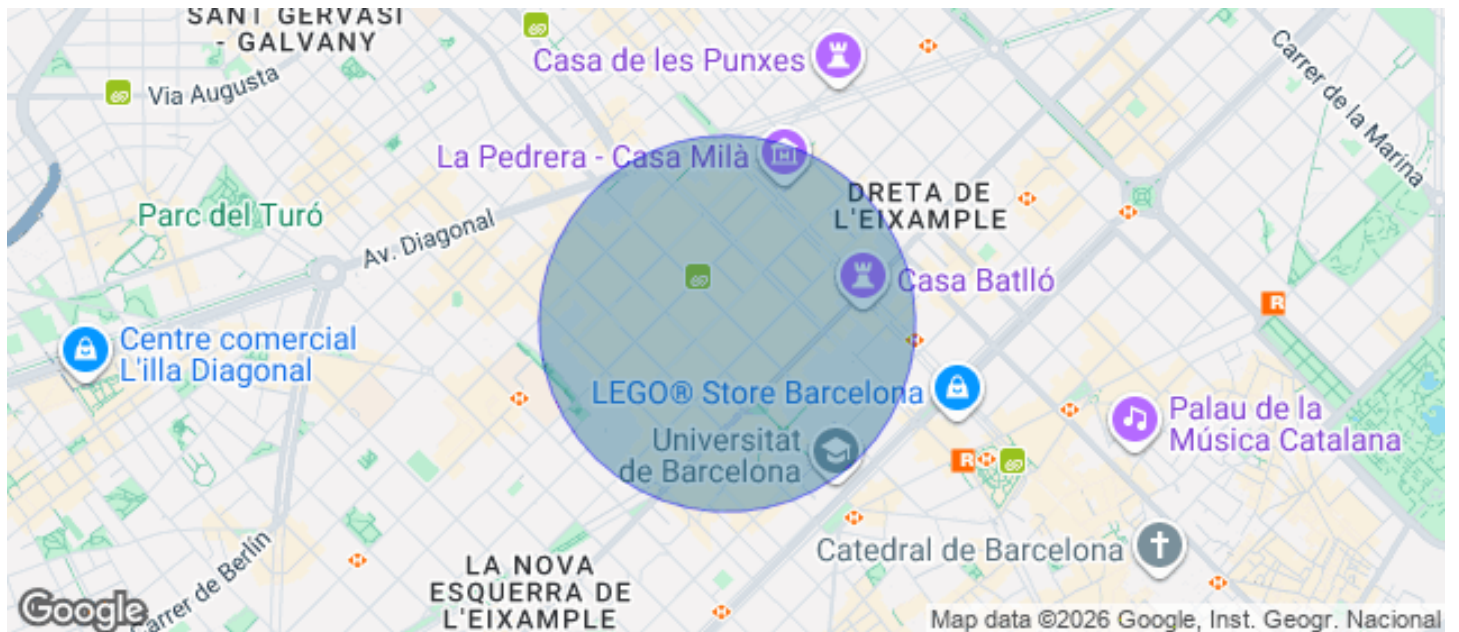 SANT GERVASI
- GALVANY
Casa de les Punxes
Via Augusta
Carrer de la Marina
La Pedrera - Casa Milà
DRETA DE
L'EIXAMPLE
Parc del Turó
Av. Diagonal
Casa Batlló
R
Centre comercial
L'illa Diagonal
LEGO® Store Barcelona
Palau de la
Música Catalana
Universitat
de Barcelona
R
Catedral de Barcelona
LA NOVA
ESQUERRA DE
L'EIXAMPLE
Carrer de Berlín
Google
Map data ©2026 Google, Inst. Geogr. Nacional